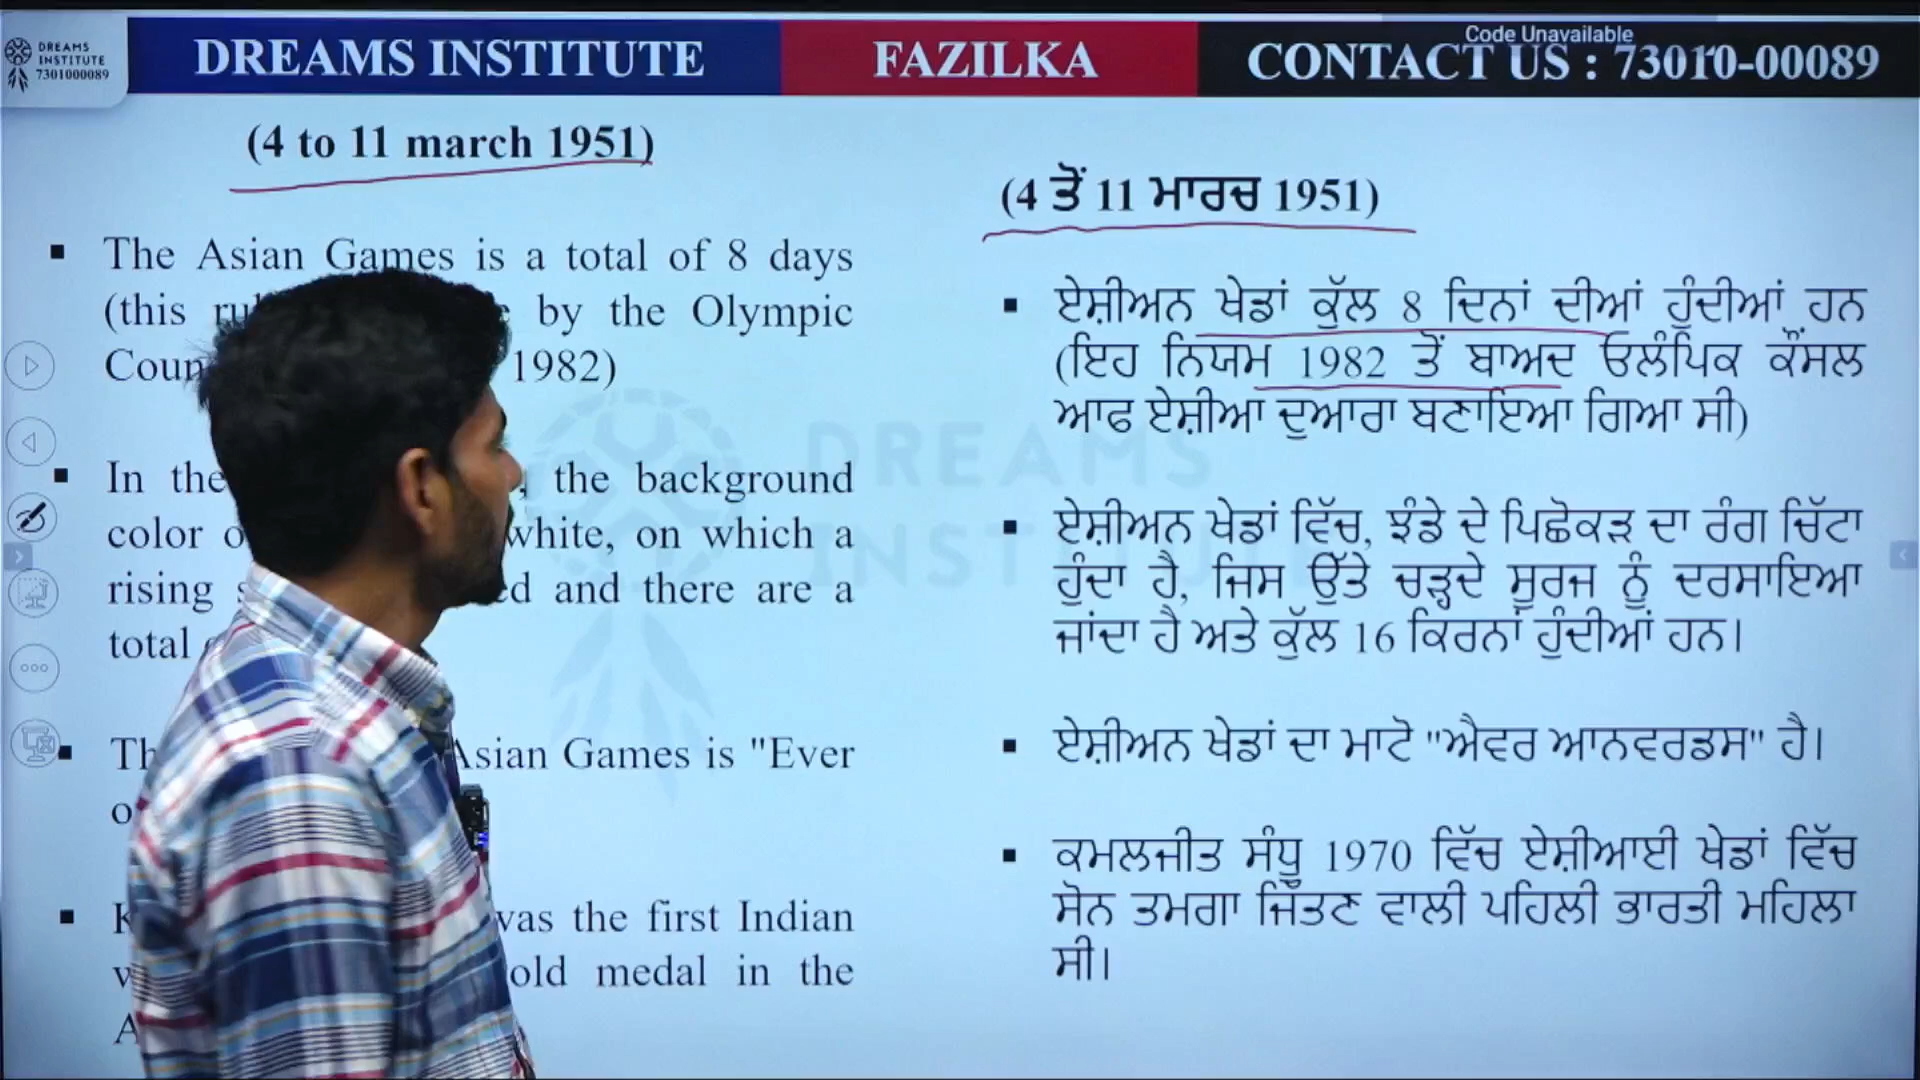 DREAMS
INSTITUTE
7301000089
DREAMS INSTITUTE
FAZILKA
Code Unavailable
CONTACT US : 73010-00089
(4 to 11 march 1951)
The Asian Games is a total of 8 days
(this by the Olympic
1982)
In the the background
color white, on which a
rising and there are a
total
Asian Games is "Ever
was the first Indian
medal in the
(4 ਤੋਂ 11 ਮਾਰਚ 1951)
ਏਸ਼ੀਅਨ ਖੇਡਾਂ ਕੁੱਲ 8 ਦਿਨਾਂ ਦੀਆਂ ਹੁੰਦੀਆਂ ਹਨ
(ਇਹ ਨਿਯਮ 1982 ਤੋਂ ਬਾਅਦ ਓਲੰਪਿਕ ਕੌਂਸਲ
ਆਫ ਏਸ਼ੀਆ ਦੁਆਰਾ ਬਣਾਇਆ ਗਿਆ ਸੀ)
ਏਸ਼ੀਅਨ ਖੇਡਾਂ ਵਿੱਚ, ਝੰਡੇ ਦੇ ਪਿਛੋਕੜ ਦਾ ਰੰਗ ਚਿੱਟਾ
ਹੁੰਦਾ ਹੈ, ਜਿਸ ਉੱਤੇ ਚੜ੍ਹਦੇ ਸੂਰਜ ਨੂੰ ਦਰਸਾਇਆ
ਜਾਂਦਾ ਹੈ ਅਤੇ ਕੁੱਲ 16 ਕਿਰਨਾਂ ਹੁੰਦੀਆਂ ਹਨ।
ਏਸ਼ੀਅਨ ਖੇਡਾਂ ਦਾ ਮਾਟੋ "ਐਵਰ ਆਨਵਰਡਸ" ਹੈ।
ਕਮਲਜੀਤ ਸੰਧੂ 1970 ਵਿੱਚ ਏਸ਼ੀਆਈ ਖੇਡਾਂ ਵਿੱਚ
ਸੋਨ ਤਮਗਾ ਜਿੱਤਣ ਵਾਲੀ ਪਹਿਲੀ ਭਾਰਤੀ ਮਹਿਲਾ
ਸੀ।
DREAMS